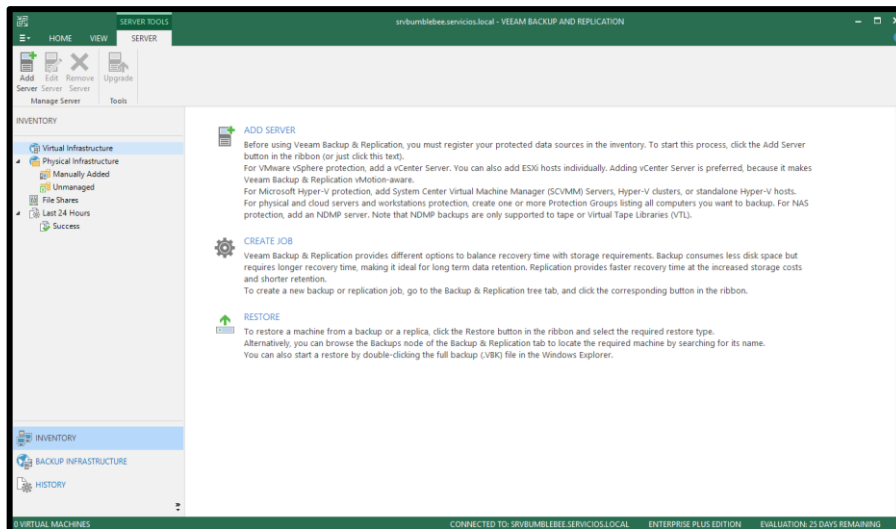 SERVER TOOLS
srvbumblebee.servicios.local - VEEAM BACKUP AND REPLICATION
HOME VIEW SERVER
Add Server
Edit Server
Remove Server
Upgrade
Manage Server
Tools
INVENTORY
Virtual Infrastructure
Physical Infrastructure
Manually Added
Unmanaged
File Shares
Last 24 Hours
Success
ADD SERVER
Before using Veeam Backup & Replication, you must register your protected data sources in the inventory. To start this process, click the Add Server
button in the ribbon (or just click this text).
For VMware vSphere protection, add a vCenter Server. You can also add ESXi hosts individually. Adding vCenter Server is preferred, because it makes
Veeam Backup & Replication vMotion-aware.
For Microsoft Hyper-V protection, add System Center Virtual Machine Manager (SCVMM) Servers, Hyper-V clusters, or standalone Hyper-V hosts.
For physical and cloud servers and workstations protection, create one or more Protection Groups listing all computers you want to backup. For NAS
protection, add an NDMP server. Note that NDMP backups are only supported to tape or Virtual Tape Libraries (VTL).
CREATE JOB
Veeam Backup & Replication provides different options to balance recovery time with storage requirements. Backup consumes less disk space but
requires longer recovery time, making it ideal for long term data retention. Replication provides faster recovery time at the increased storage costs
and shorter retention.
To create a new backup or replication job, go to the Backup & Replication tree tab, and click the corresponding button in the ribbon.
RESTORE
To restore a machine from a backup or a replica, click the Restore button in the ribbon and select the required restore type.
Alternatively, you can browse the Backups node of the Backup & Replication tab to locate the required machine by searching for its name.
You can also start a restore by double-clicking the full backup (.VBK) file in the Windows Explorer.
INVENTORY
BACKUP INFRASTRUCTURE
HISTORY
0 VIRTUAL MACHINES
CONNECTED TO: SRVBUMBLEBEE.SERVICIOS.LOCAL
ENTERPRISE PLUS EDITION
EVALUATION: 25 DAYS REMAINING